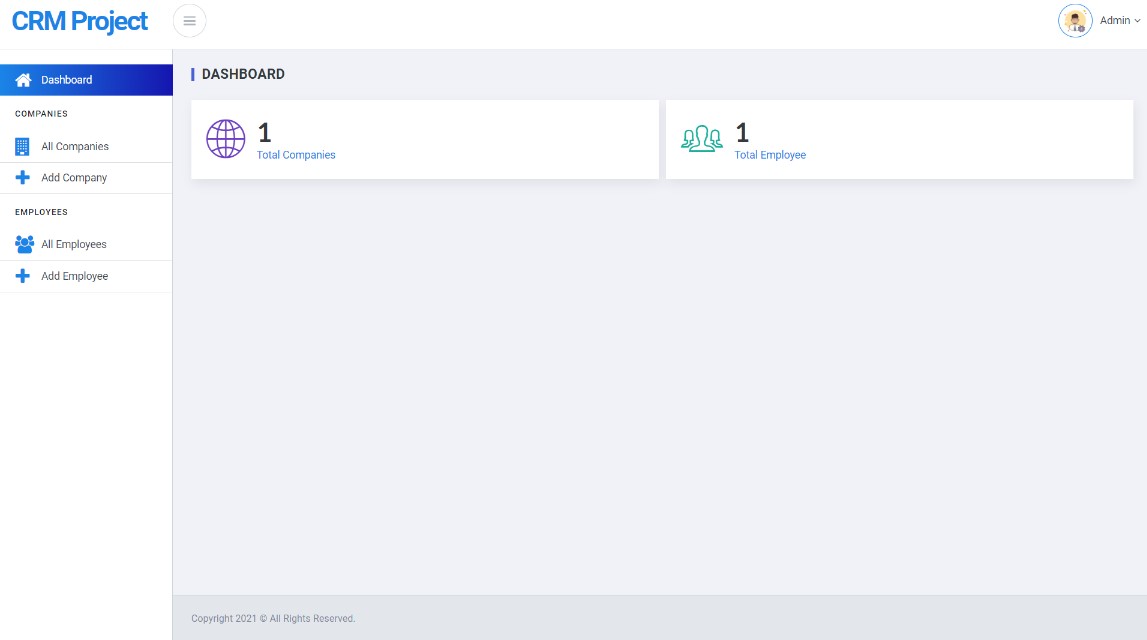 CRM Project
Admin
Dashboard
COMPANIES
All Companies
Add Company
EMPLOYEES
All Employees
Add Employee
DASHBOARD
1
Total Companies
1
Total Employee
Copyright 2021 © All Rights Reserved.